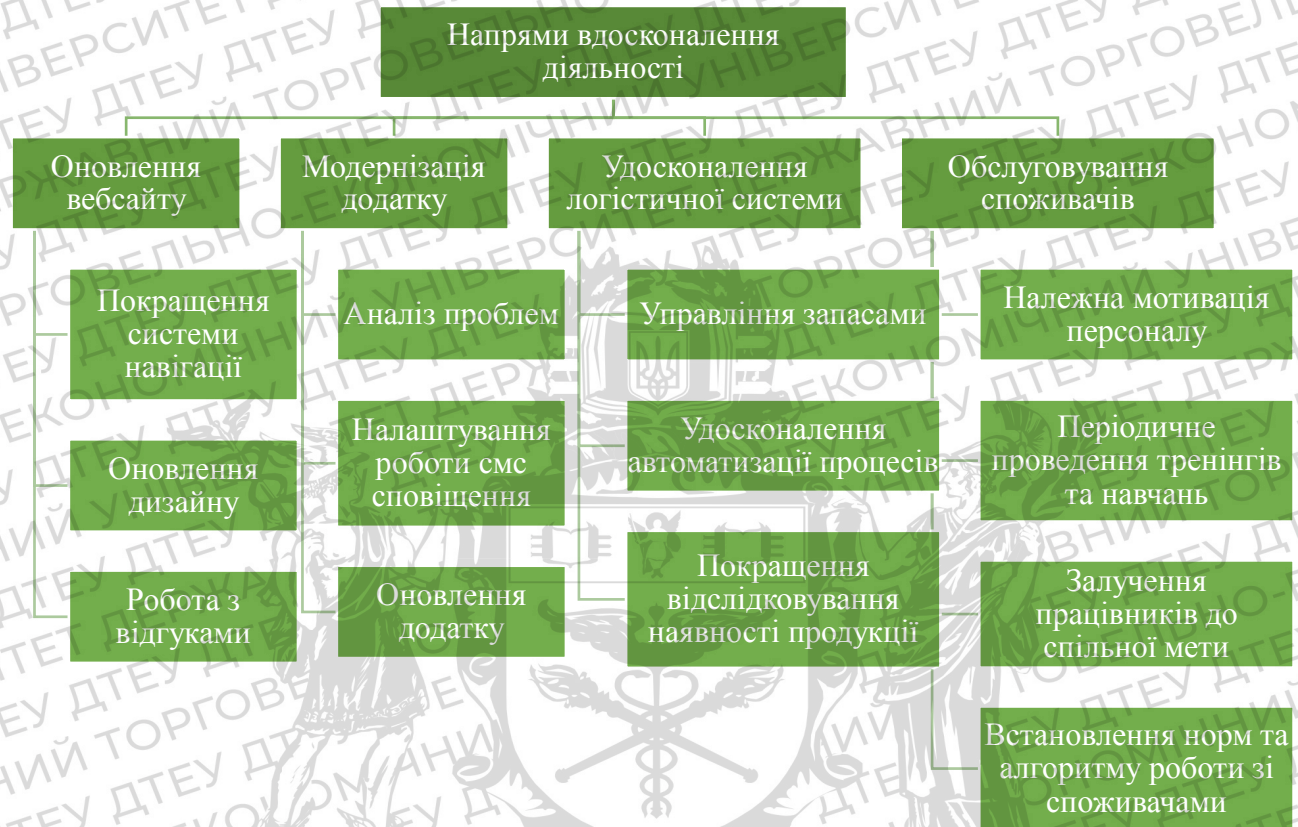 Напрями вдосконалення
діяльності
Оновлення
вебсайту
Покращення
системи
навігації
Оновлення
дизайну
Робота з
відгуками
Модернізація
додатку
Аналіз проблем
Налаштування
роботи смс
сповіщення
Оновлення
додатку
Удосконалення
логістичної системи
Управління запасами
Удосконалення
автоматизації процесів
Покращення
відслідковування
наявності продукції
Обслуговування
споживачів
Належна мотивація
персоналу
Періодичне
проведення тренінгів
та навчань
Залучення
працівників до
спільної мети
Встановлення норм та
алгоритму роботи зі
споживачами